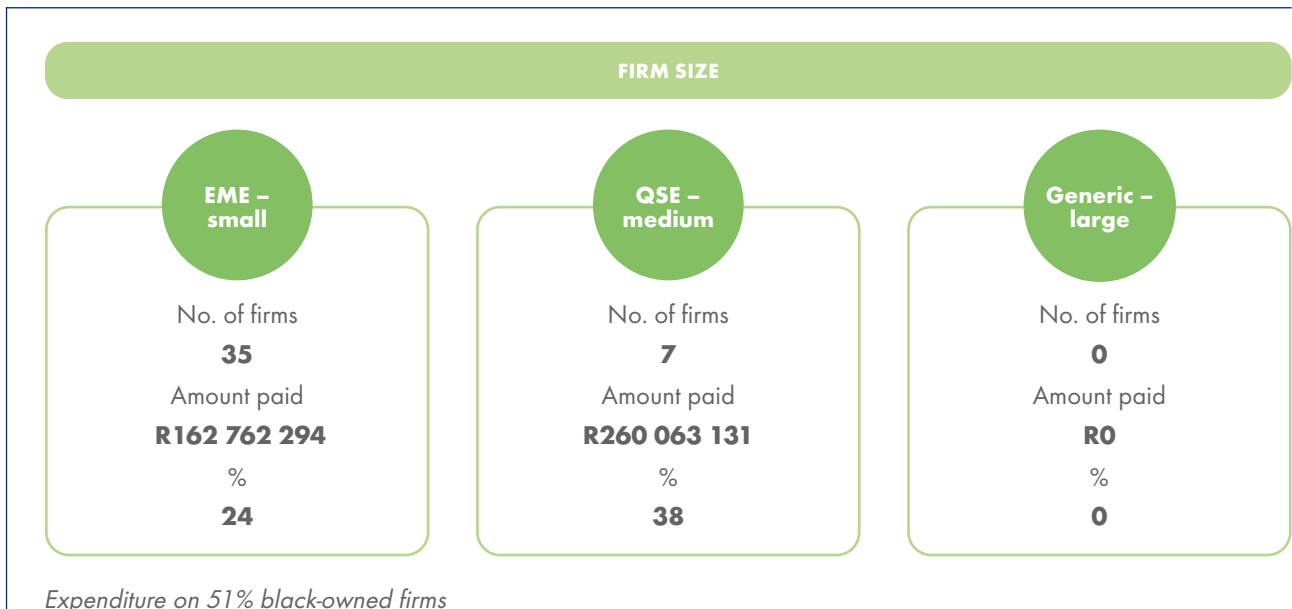 FIRM SIZE
EME –
small
No. of firms
35
Amount paid
R162 762 294
%
24
QSE –
medium
No. of firms
7
Amount paid
R260 063 131
%
38
Generic –
large
No. of firms
0
Amount paid
R0
%
0
Expenditure on 51% black-owned firms